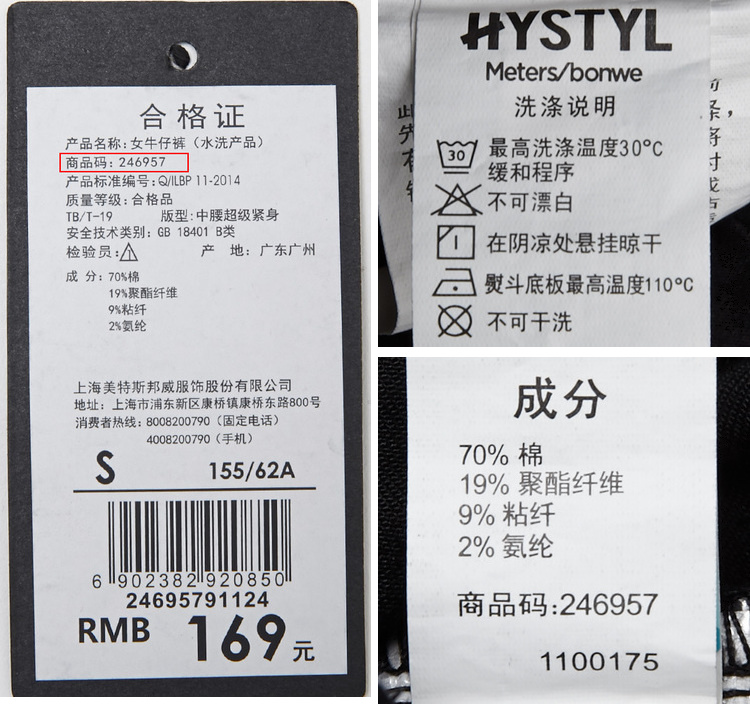 合格证
产品名称:女牛仔裤（水洗产品）
商品码: 246957
产品标准编号: Q/ILBP 11-2014
质量等级: 合格品
TB/T-19 版型: 中腰超级紧身
安全技术类别: GB 18401 B类
检验员: 1 产 地: 广东广州
成 分: 70%棉
19%聚酯纤维
9%粘纤
2%氨纶
上海美特斯邦威服饰股份有限公司
地址: 上海市浦东新区康桥镇康桥东路800号
消费者热线: 8008200790 (固定电话)
4008200790 (手机)
S 155/62A
6 902382 920850
24695791124
RMB 169元
HYSTYL
Meters/bonwe
洗涤说明
30 最高洗涤温度30°C
缓和程序
不可漂白
在阴凉处悬挂晾干
熨斗底板最高温度110°C
不可干洗
成分
70% 棉
19% 聚酯纤维
9% 粘纤
2% 氨纶
商品码:246957
1100175